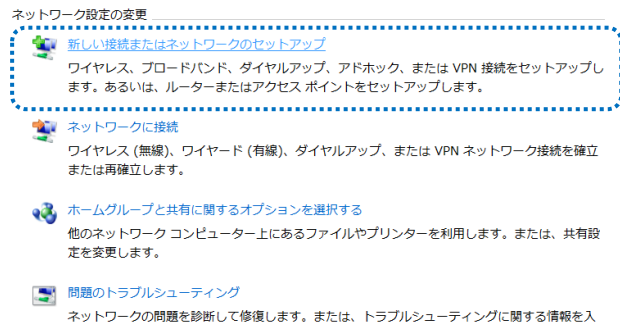 ネットワーク設定の変更
新しい接続またはネットワークのセットアップ
ワイヤレス、ブロードバンド、ダイヤルアップ、アドホック、または VPN 接続をセットアップし
ます。あるいは、ルーターまたはアクセス ポイントをセットアップします。
ネットワークに接続
ワイヤレス (無線)、ワイヤード (有線)、ダイヤルアップ、または VPN ネットワーク接続を確立
または再確立します。
ホームグループと共有に関するオプションを選択する
他のネットワーク コンピューター上にあるファイルやプリンターを利用します。または、共有設
定を変更します。
問題のトラブルシューティング
ネットワークの問題を診断して修復します。または、トラブルシューティングに関する情報を入